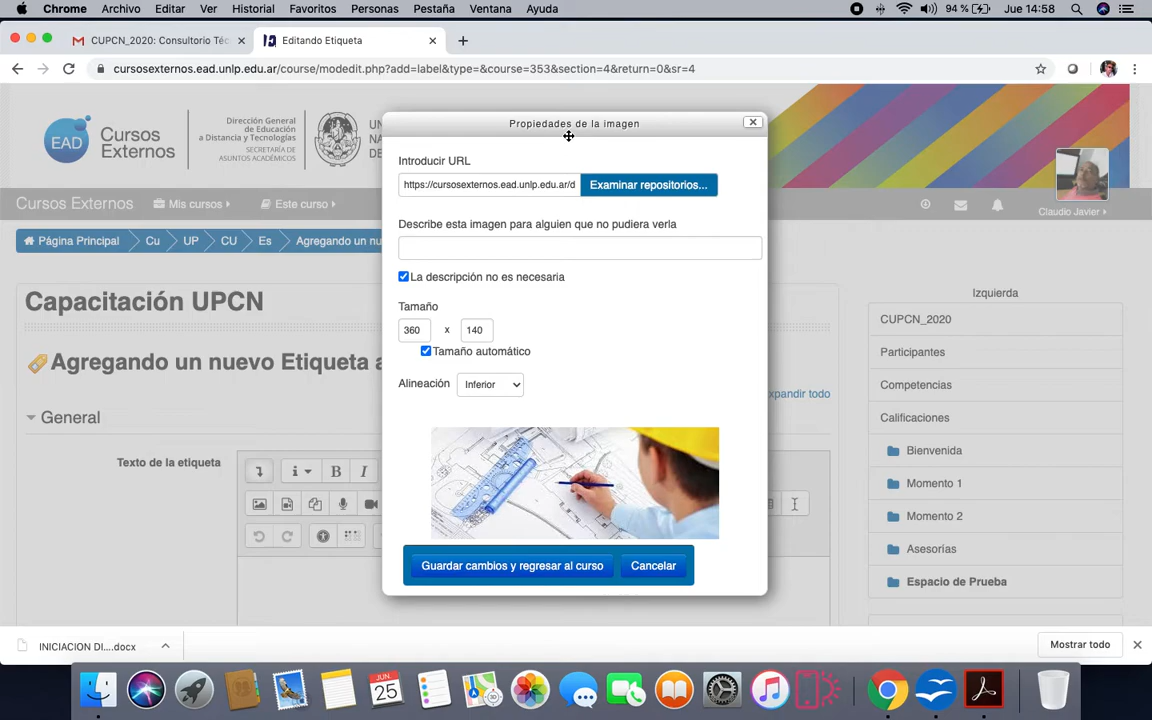 Chrome Archivo Editar Ver Historial Favoritos Personas Pestaña Ventana Ayuda 94 % Jue 14:58
CUPCN_2020: Consultorio Téc Editando Etiqueta
cursosexternos.ead.unlp.edu.ar/course/modedit.php?add=label&type=&course=353&section=4&return=0&sr=4
EAD Cursos Externos
Dirección General
de Educación
a Distancia y Tecnologías
SECRETARÍA DE
ASUNTOS ACADÉMICOS
UN
NA
DE
Cursos Externos Mis cursos Este curso Claudio Javier
Página Principal Cu UP CU Es Agregando un nu
Capacitación UPCN
Agregando un nuevo Etiqueta a
xpandir todo
General
Texto de la etiqueta
B I
Propiedades de la imagen
Introducir URL
https://cursosexternos.ead.unlp.edu.ar/d Examinar repositorios...
Describe esta imagen para alguien que no pudiera verla
La descripción no es necesaria
Tamaño
360 x 140
Tamaño automático
Alineación Inferior
Guardar cambios y regresar al curso Cancelar
Izquierda
CUPCN_2020
Participantes
Competencias
Calificaciones
Bienvenida
Momento 1
Momento 2
Asesorias
Espacio de Prueba
INICIACION DI....docx Mostrar todo
JUN.
25